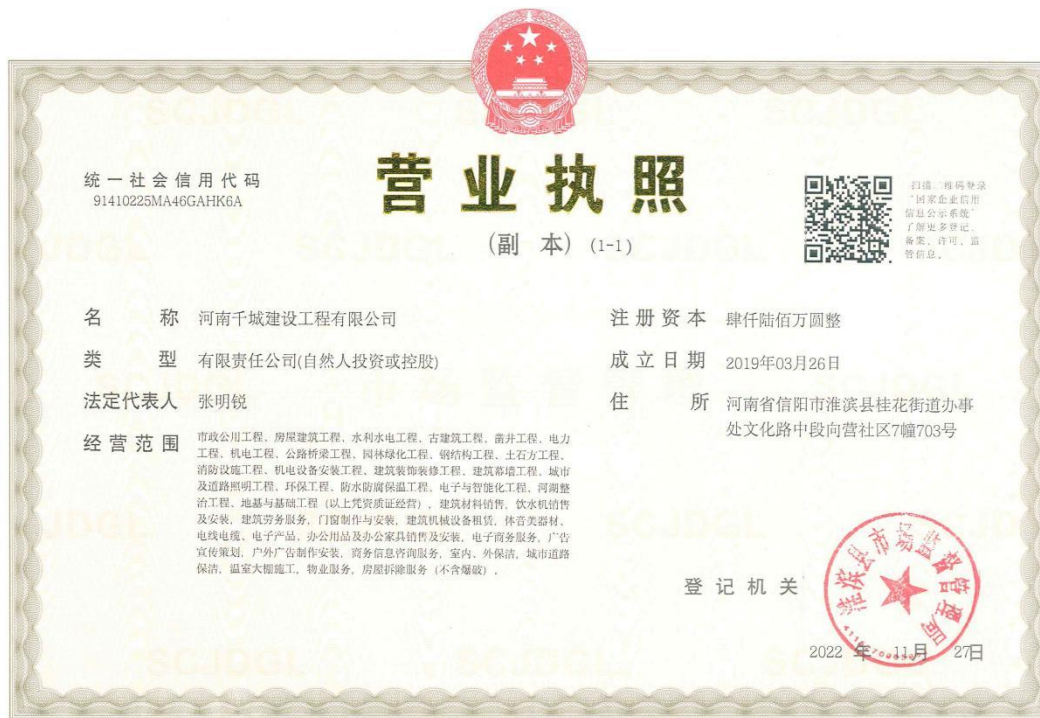 统一社会信用代码
91410225MA46GAHK6A
营业执照
(副 本) (1-1)
扫描二维码登录
“国家企业信用
信息公示系统”
了解更多登记、
备案、许可、监
管信息。
名 称 河南千城建设工程有限公司
类 型 有限责任公司(自然人投资或控股)
法定代表人 张明锐
经营范围 市政公用工程、房屋建筑工程、水利水电工程、古建筑工程、凿井工程、电力
工程、机电工程、公路桥梁工程、园林绿化工程、钢结构工程、土石方工程、
消防设施工程、机电设备安装工程、建筑装饰装修工程、建筑幕墙工程、城市
及道路照明工程、环保工程、防水防腐保温工程、电子与智能化工程、河湖整
治工程、地基与基础工程（以上凭资质证经营）、建筑材料销售、饮水机销售
及安装、建筑劳务服务、门窗制作与安装、建筑机械设备租赁、体音美器材、
电线电缆、电子产品、办公用品及办公家具销售及安装、电子商务服务、广告
宣传策划、户外广告制作安装、商务信息咨询服务、室内、外保洁、城市道路
保洁、温室大棚施工、物业服务、房屋拆除服务（不含爆破）.
注册资本 肆仟陆佰万圆整
成立日期 2019年03月26日
住 所 河南省信阳市淮滨县桂花街道办事
处文化路中段向营社区7幢703号
登记机关
淮滨县市场监督管理局
2022 年 11月 27日
SCJDGL
市场监督管理